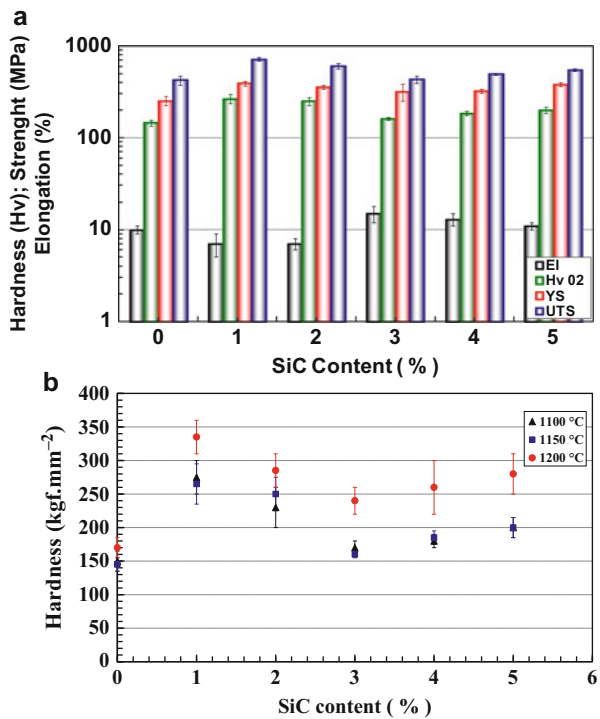 a
Hardness (Hv); Strenght (MPa)
Elongation (%)
1000
100
10
1
El
Hv 02
YS
UTS
0 1 2 3 4 5
SiC Content ( % )
b
Hardness (kgf.mm−2)
400
350
300
250
200
150
100
50
0
1100 °C
1150 °C
1200 °C
0 1 2 3 4 5 6
SiC content ( % )